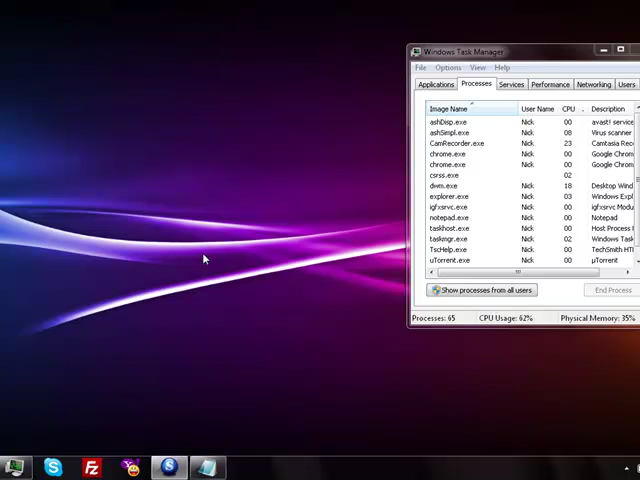 Windows Task Manager
File Options View Help
Applications Processes Services Performance Networking Users
Image Name User Name CPU Description
ashDisp.exe Nick 00 avast! service
ashSimpl.exe Nick 08 Virus scanner
CamRecorder.exe Nick 23 Camtasia Reco
chrome.exe Nick 00 Google Chrom
chrome.exe Nick 00 Google Chrom
csrss.exe 02
dwm.exe Nick 18 Desktop Wind
explorer.exe Nick 03 Windows Expl
igfxsrvc.exe Nick 00 igfxsrvc Modu
notepad.exe Nick 00 Notepad
taskhost.exe Nick 00 Host Process
taskmgr.exe Nick 02 Windows Task
TscHelp.exe Nick 00 TechSmith HT
uTorrent.exe Nick 00 µTorrent
Show processes from all users End Process
Processes: 65 CPU Usage: 62% Physical Memory: 35%